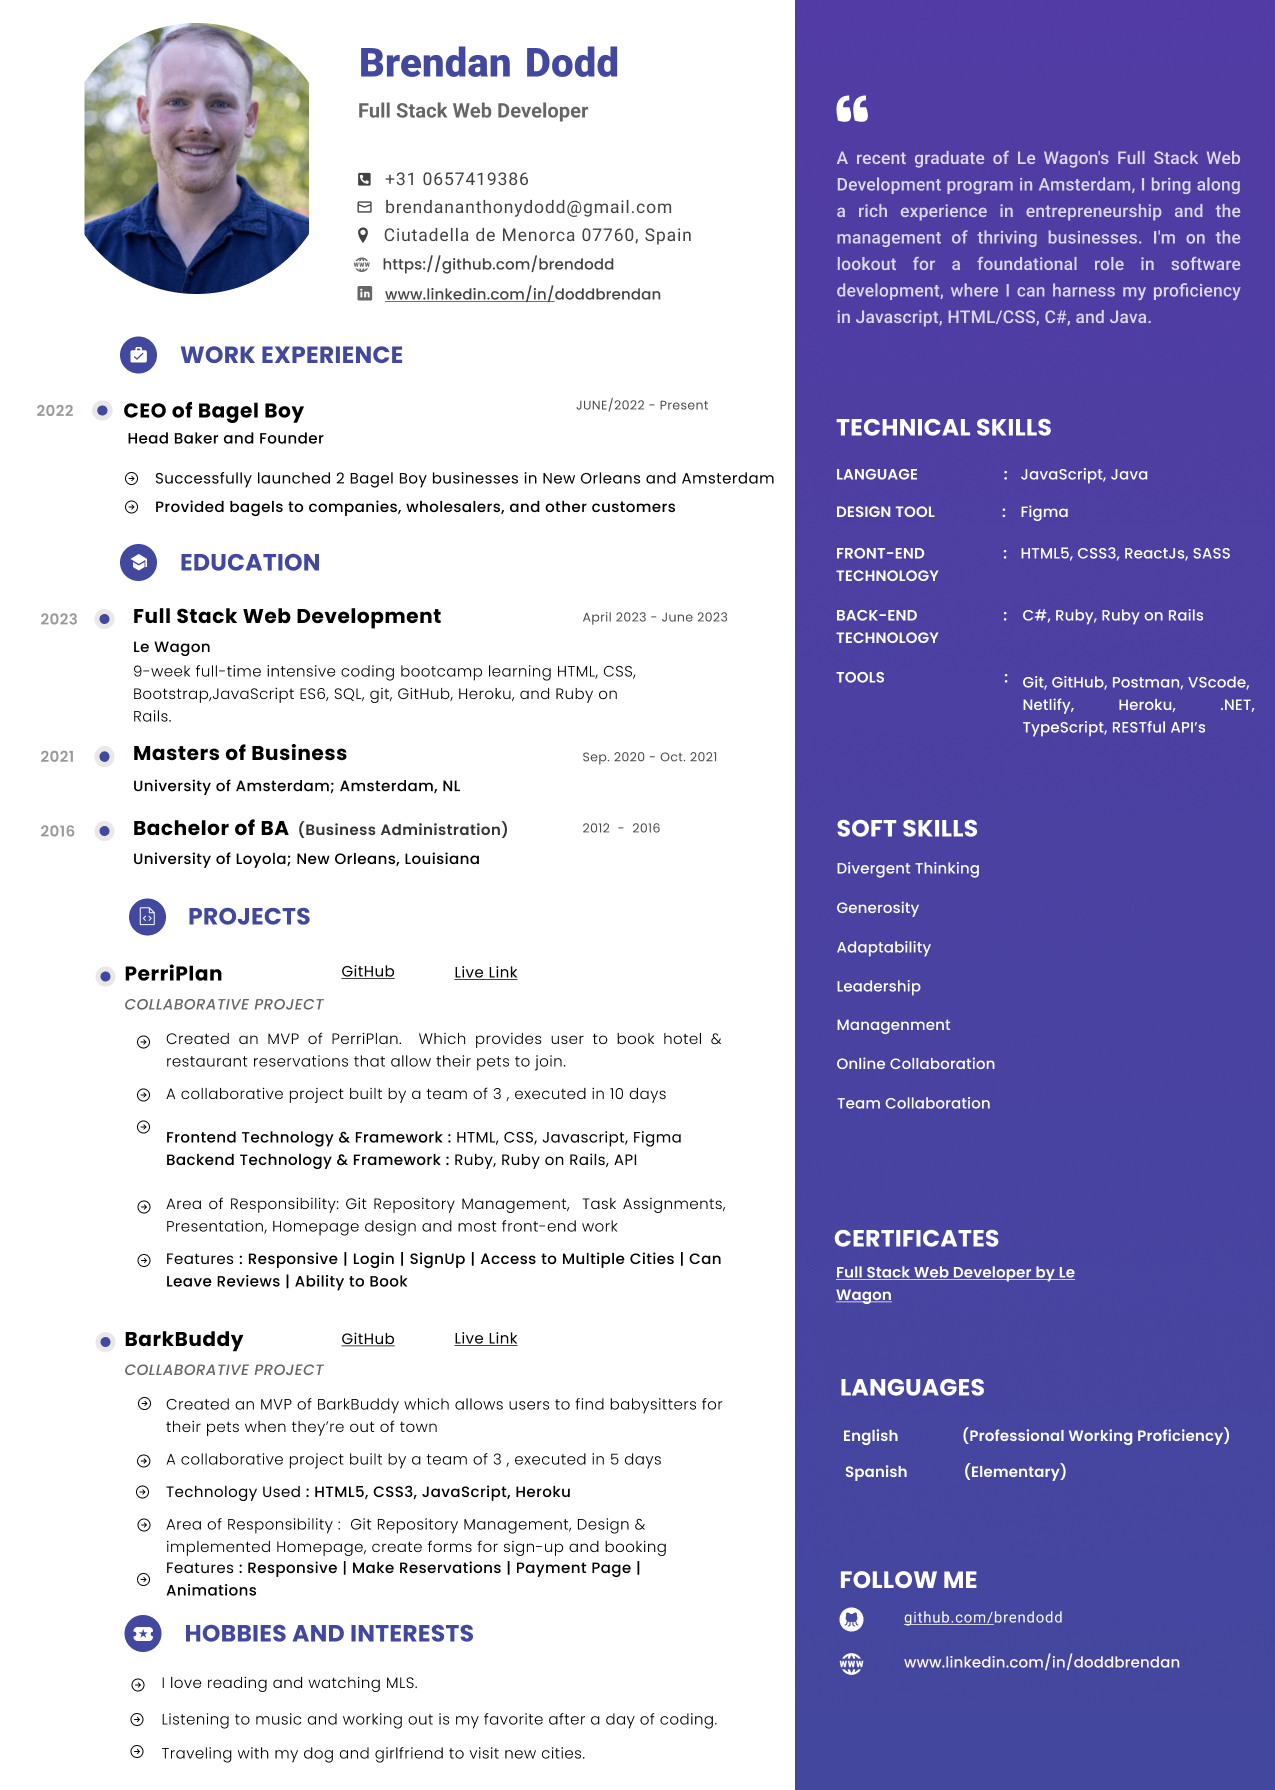 Brendan Dodd
Full Stack Web Developer
+31 0657419386
brendananthonydodd@gmail.com
Ciutadella de Menorca 07760, Spain
https://github.com/brendodd
www.linkedin.com/in/doddbrendan
WORK EXPERIENCE
2022
CEO of Bagel Boy
JUNE/2022 - Present
Head Baker and Founder
Successfully launched 2 Bagel Boy businesses in New Orleans and Amsterdam
Provided bagels to companies, wholesalers, and other customers
EDUCATION
2023
Full Stack Web Development
April 2023 - June 2023
Le Wagon
9-week full-time intensive coding bootcamp learning HTML, CSS,
Bootstrap,JavaScript ES6, SQL, git, GitHub, Heroku, and Ruby on
Rails.
2021
Masters of Business
Sep. 2020 - Oct. 2021
University of Amsterdam; Amsterdam, NL
2016
Bachelor of BA (Business Administration)
2012 - 2016
University of Loyola; New Orleans, Louisiana
PROJECTS
PerriPlan
GitHub
Live Link
COLLABORATIVE PROJECT
Created an MVP of PerriPlan. Which provides user to book hotel &
restaurant reservations that allow their pets to join.
A collaborative project built by a team of 3 , executed in 10 days
Frontend Technology & Framework : HTML, CSS, Javascript, Figma
Backend Technology & Framework : Ruby, Ruby on Rails, API
Area of Responsibility: Git Repository Management, Task Assignments,
Presentation, Homepage design and most front-end work
Features : Responsive | Login | SignUp | Access to Multiple Cities | Can
Leave Reviews | Ability to Book
BarkBuddy
GitHub
Live Link
COLLABORATIVE PROJECT
Created an MVP of BarkBuddy which allows users to find babysitters for
their pets when they’re out of town
A collaborative project built by a team of 3 , executed in 5 days
Technology Used : HTML5, CSS3, JavaScript, Heroku
Area of Responsibility : Git Repository Management, Design &
implemented Homepage, create forms for sign-up and booking
Features : Responsive | Make Reservations | Payment Page |
Animations
HOBBIES AND INTERESTS
I love reading and watching MLS.
Listening to music and working out is my favorite after a day of coding.
Traveling with my dog and girlfriend to visit new cities.
A recent graduate of Le Wagon's Full Stack Web
Development program in Amsterdam, I bring along
a rich experience in entrepreneurship and the
management of thriving businesses. I'm on the
lookout for a foundational role in software
development, where I can harness my proficiency
in Javascript, HTML/CSS, C#, and Java.
TECHNICAL SKILLS
LANGUAGE : JavaScript, Java
DESIGN TOOL : Figma
FRONT-END : HTML5, CSS3, ReactJs, SASS
TECHNOLOGY
BACK-END : C#, Ruby, Ruby on Rails
TECHNOLOGY
TOOLS : Git, GitHub, Postman, VScode,
Netlify, Heroku, .NET,
TypeScript, RESTful API’s
SOFT SKILLS
Divergent Thinking
Generosity
Adaptability
Leadership
Managenment
Online Collaboration
Team Collaboration
CERTIFICATES
Full Stack Web Developer by Le
Wagon
LANGUAGES
English (Professional Working Proficiency)
Spanish (Elementary)
FOLLOW ME
github.com/brendodd
www.linkedin.com/in/doddbrendan